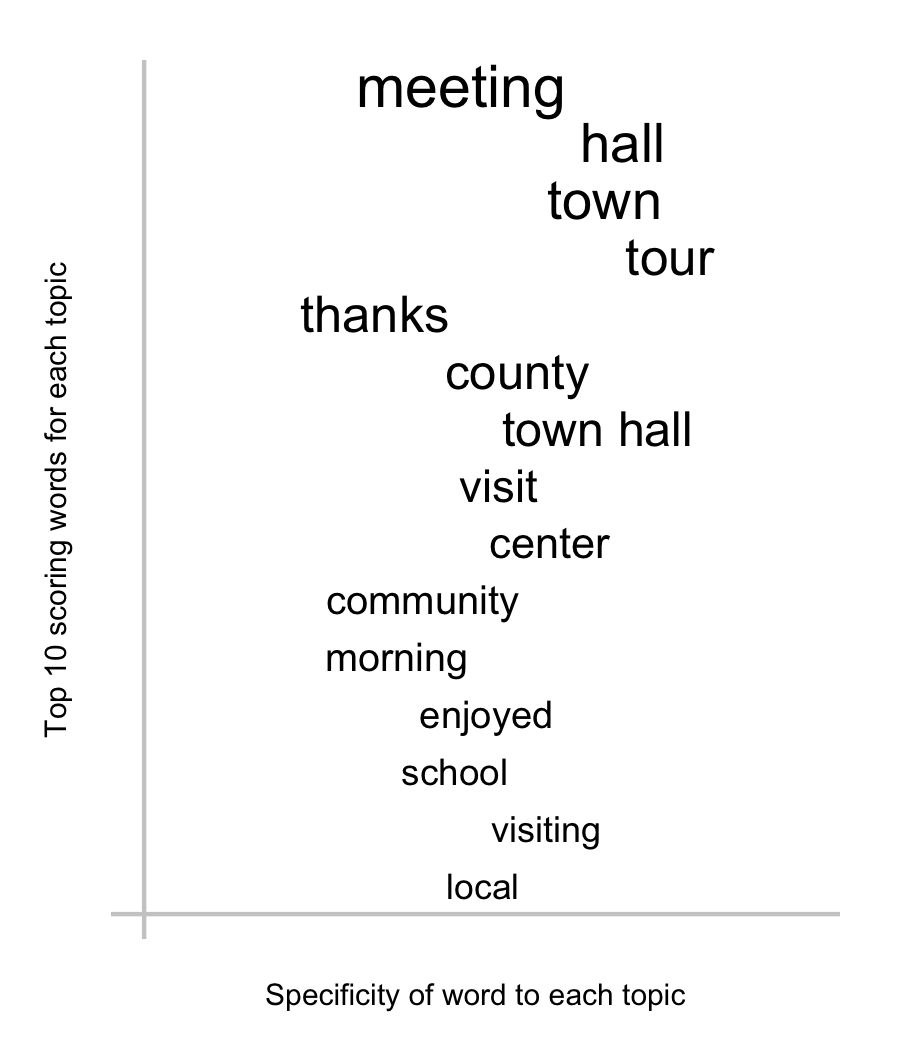 meeting
hall
town
tour
thanks
county
town hall
visit
center
community
morning
enjoyed
school
visiting
local
Top 10 scoring words for each topic
Specificity of word to each topic